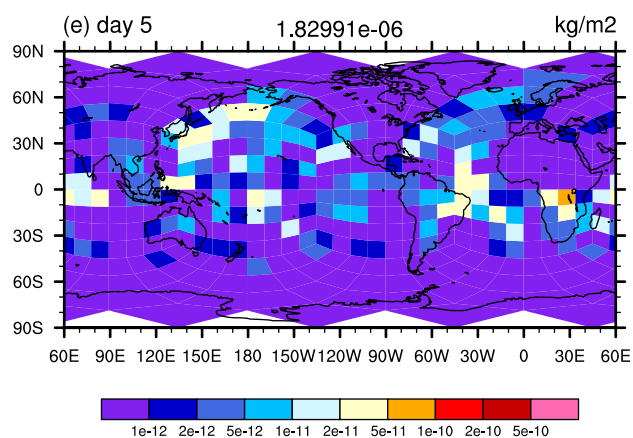 (e) day 5 1.82991e-06 kg/m2
90N
60N
30N
0
30S
60S
90S
60E 90E 120E 150E 180 150W 120W 90W 60W 30W 0 30E 60E
1e-12 2e-12 5e-12 1e-11 2e-11 5e-11 1e-10 2e-10 5e-10